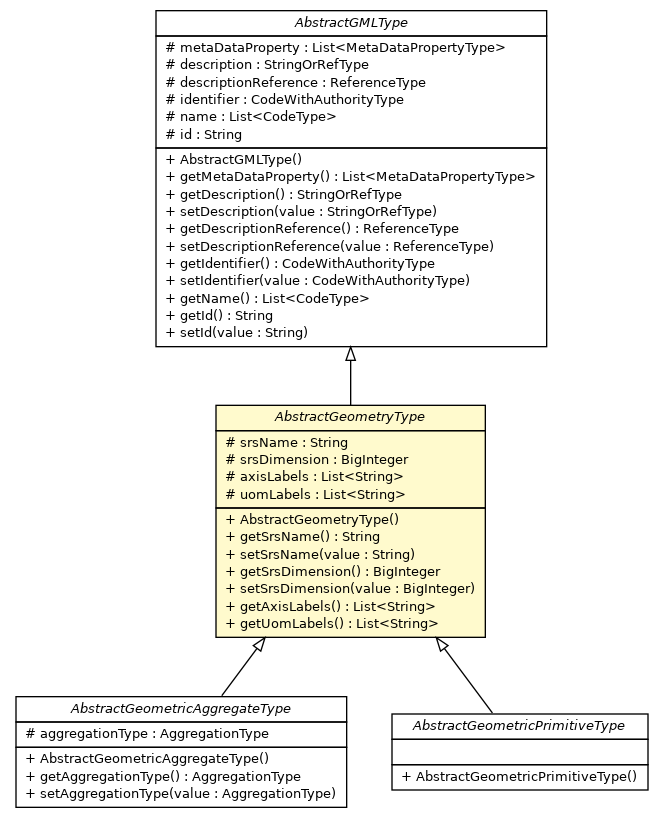 AbstractGMLType
# metaDataProperty : List<MetaDataPropertyType>
# description : StringOrRefType
# descriptionReference : ReferenceType
# identifier : CodeWithAuthorityType
# name : List<CodeType>
# id : String
+ AbstractGMLType()
+ getMetaDataProperty() : List<MetaDataPropertyType>
+ getDescription() : StringOrRefType
+ setDescription(value : StringOrRefType)
+ getDescriptionReference() : ReferenceType
+ setDescriptionReference(value : ReferenceType)
+ getIdentifier() : CodeWithAuthorityType
+ setIdentifier(value : CodeWithAuthorityType)
+ getName() : List<CodeType>
+ getId() : String
+ setId(value : String)
AbstractGeometryType
# srsName : String
# srsDimension : BigInteger
# axisLabels : List<String>
# uomLabels : List<String>
+ AbstractGeometryType()
+ getSrsName() : String
+ setSrsName(value : String)
+ getSrsDimension() : BigInteger
+ setSrsDimension(value : BigInteger)
+ getAxisLabels() : List<String>
+ getUomLabels() : List<String>
AbstractGeometricAggregateType
# aggregationType : AggregationType
+ AbstractGeometricAggregateType()
+ getAggregationType() : AggregationType
+ setAggregationType(value : AggregationType)
AbstractGeometricPrimitiveType
+ AbstractGeometricPrimitiveType()